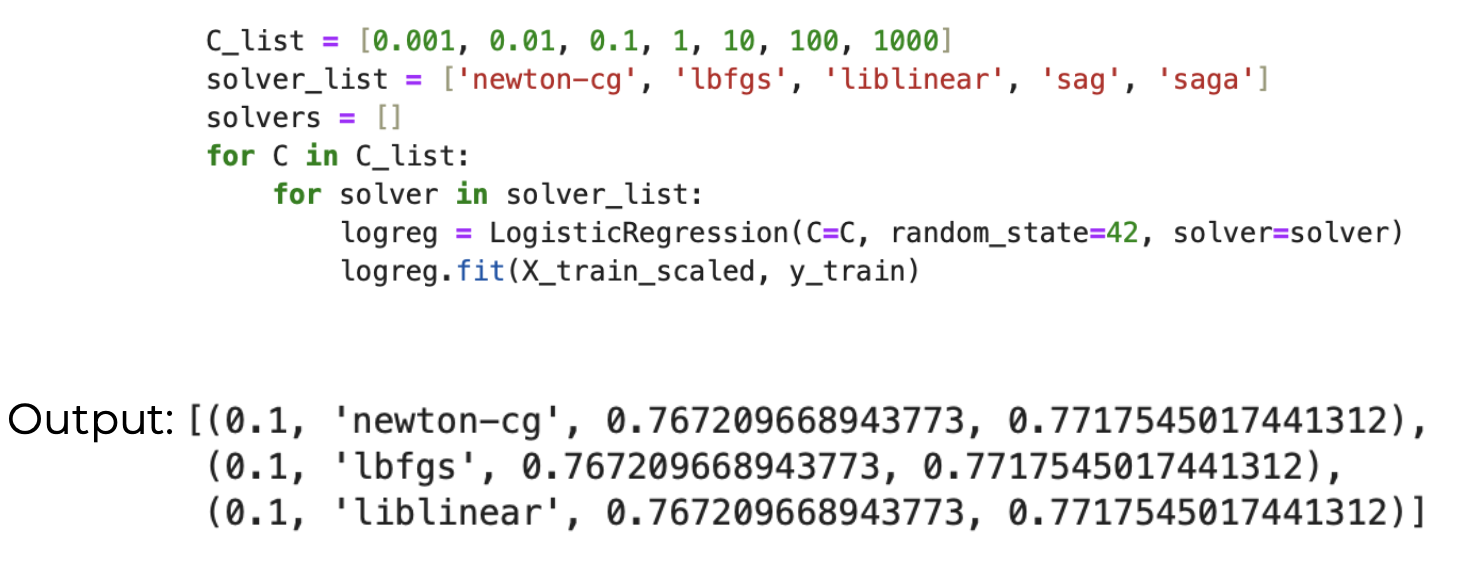 C_list = [0.001, 0.01, 0.1, 1, 10, 100, 1000]
solver_list = ['newton-cg', 'lbfgs', 'liblinear', 'sag', 'saga']
solvers = []
for C in C_list:
    for solver in solver_list:
        logreg = LogisticRegression(C=C, random_state=42, solver=solver)
        logreg.fit(X_train_scaled, y_train)
Output: [(0.1, 'newton-cg', 0.767209668943773, 0.7717545017441312),
(0.1, 'lbfgs', 0.767209668943773, 0.7717545017441312),
(0.1, 'liblinear', 0.767209668943773, 0.7717545017441312)]